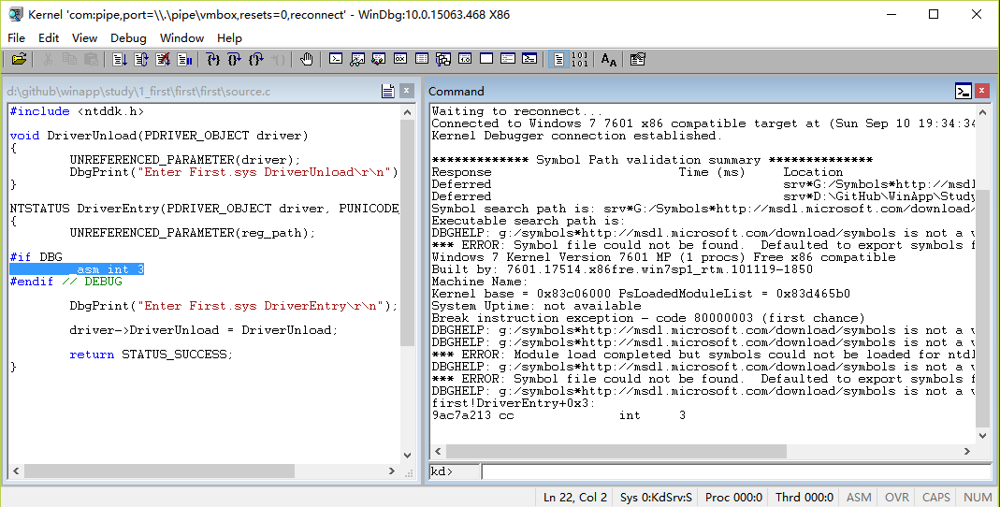 Kernel 'com:pipe,port=\\.\pipe\vmbox,resets=0,reconnect' - WinDbg:10.0.15063.468 X86
File Edit View Debug Window Help
d:\github\winapp\study\1_first\first\first\source.c
#include <ntddk.h>
void DriverUnload(PDRIVER_OBJECT driver)
{
UNREFERENCED_PARAMETER(driver);
DbgPrint("Enter First.sys DriverUnload\r\n")
}
NTSTATUS DriverEntry(PDRIVER_OBJECT driver, PUNICODE_
{
UNREFERENCED_PARAMETER(reg_path);
#if DBG
_asm int 3
#endif // DEBUG
DbgPrint("Enter First.sys DriverEntry\r\n");
driver->DriverUnload = DriverUnload;
return STATUS_SUCCESS;
}
Command
Waiting to reconnect...
Connected to Windows 7 7601 x86 compatible target at (Sun Sep 10 19:34:34
Kernel Debugger connection established.
************* Symbol Path validation summary **************
Response Time (ms) Location
Deferred srv*G:/Symbols*http://msdl
Deferred srv*D:\GitHub\WinApp\Study
Symbol search path is: srv*G:/Symbols*http://msdl.microsoft.com/download/
Executable search path is:
DBGHELP: g:/symbols*http://msdl.microsoft.com/download/symbols is not a v
*** ERROR: Symbol file could not be found.  Defaulted to export symbols f
Windows 7 Kernel Version 7601 MP (1 procs) Free x86 compatible
Built by: 7601.17514.x86fre.win7sp1_rtm.101119-1850
Machine Name:
Kernel base = 0x83c06000 PsLoadedModuleList = 0x83d465b0
System Uptime: not available
Break instruction exception - code 80000003 (first chance)
DBGHELP: g:/symbols*http://msdl.microsoft.com/download/symbols is not a v
DBGHELP: g:/symbols*http://msdl.microsoft.com/download/symbols is not a v
*** ERROR: Module load completed but symbols could not be loaded for ntdl
DBGHELP: g:/symbols*http://msdl.microsoft.com/download/symbols is not a v
*** ERROR: Symbol file could not be found.  Defaulted to export symbols f
DBGHELP: g:/symbols*http://msdl.microsoft.com/download/symbols is not a v
first!DriverEntry+0x3:
9ac7a213 cc int 3
kd>
Ln 22, Col 2 Sys 0:KdSrv:S Proc 000:0 Thrd 000:0 ASM OVR CAPS NUM